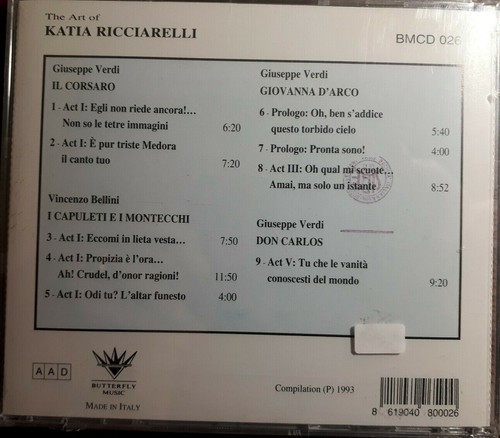 The Art of
KATIA RICCIARELLI
BMCD 026
Giuseppe Verdi
IL CORSARO
1 - Act I: Egli non riede ancora!...
Non so le tetre immagini 6:20
2 - Act I: È pur triste Medora
il canto tuo 7:20
Vincenzo Bellini
I CAPULETI E I MONTECCHI
3 - Act I: Eccomi in lieta vesta... 7:50
4 - Act I: Propizia è l'ora...
Ah! Crudel, d'onor ragioni! 11:50
5 - Act I: Odi tu? L'altar funesto 4:00
Giuseppe Verdi
GIOVANNA D'ARCO
6 - Prologo: Oh, ben s'addice
questo torbido cielo 5:40
7 - Prologo: Pronta sono! 4:00
8 - Act III: Oh qual mi scuote...
Amai, ma solo un istante 8:52
Giuseppe Verdi
DON CARLOS
9 - Act V: Tu che le vanità
conoscesti del mondo 9:20
A A D
BUTTERFLY
MUSIC
MADE IN ITALY
Compilation (P) 1993
8 619040 800026